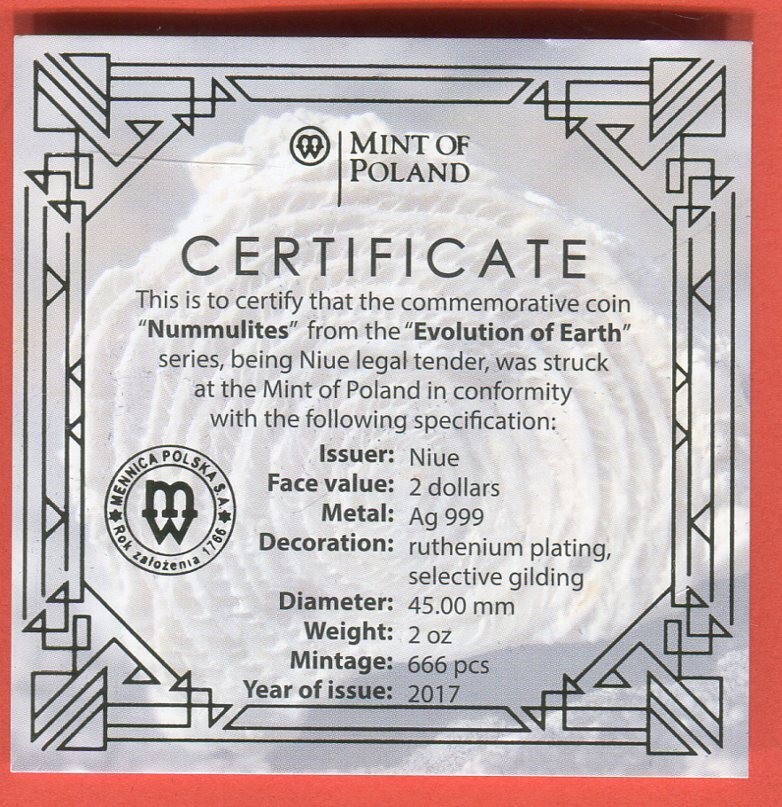 MINT OF
POLAND
CERTIFICATE
This is to certify that the commemorative coin
“Nummulites” from the “Evolution of Earth”
series, being Niue legal tender, was struck
at the Mint of Poland in conformity
with the following specification:
Issuer: Niue
Face value: 2 dollars
Metal: Ag 999
Decoration: ruthenium plating,
selective gilding
Diameter: 45.00 mm
Weight: 2 oz
Mintage: 666 pcs
Year of issue: 2017
MENNICA POLSKA S.A.
mw
Rok założenia 1766